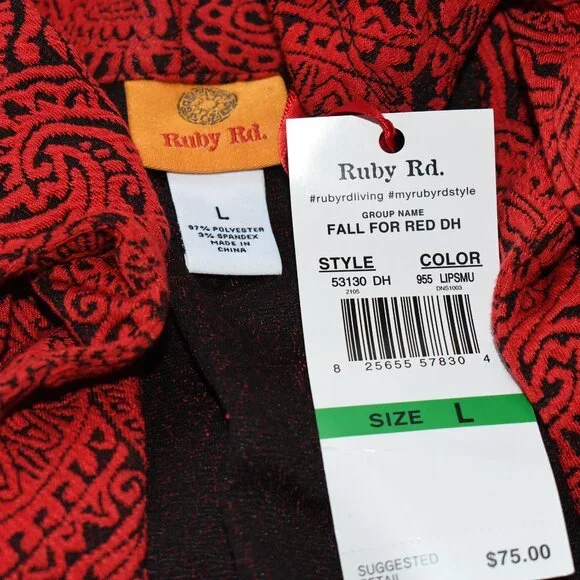 Ruby Rd.
L
97% POLYESTER
3% SPANDEX
MADE IN
CHINA
Ruby Rd.
#rubyrdliving #myrubyrdstyle
GROUP NAME
FALL FOR RED DH
STYLE COLOR
53130 DH 955 LIPSMU
2105 DNS1003
8 25655 57830 4
SIZE L
SUGGESTED
RETAIL
$75.00